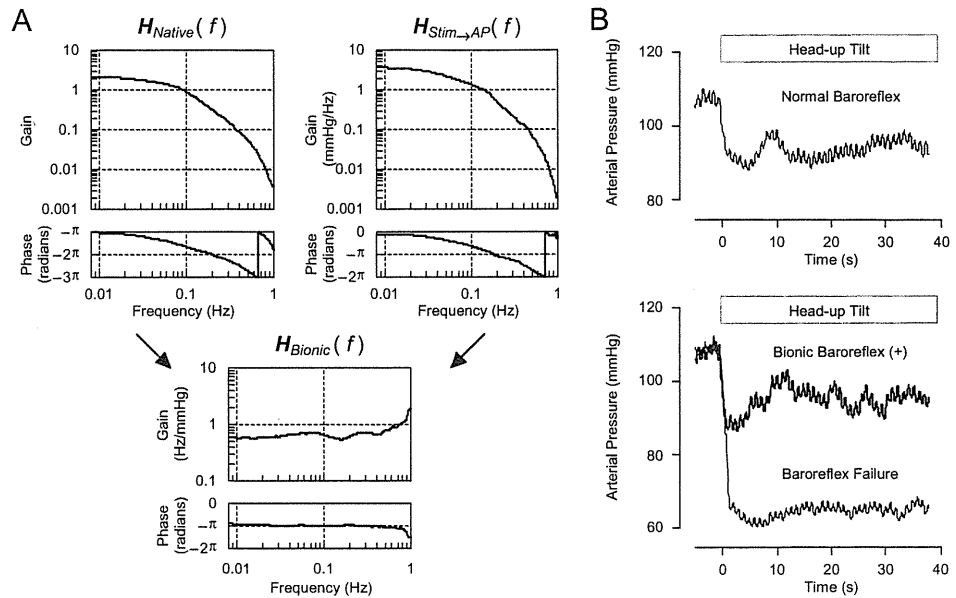 A
H Native ( f )
10
1
0.1
0.01
0.001
Gain
−π
−2π
−3π
Phase
(radians)
0.01
0.1
1
Frequency (Hz)
H Stim→AP ( f )
10
1
0.1
0.01
0.001
Gain
(mmHg/Hz)
0
−π
−2π
Phase
(radians)
0.01
0.1
1
Frequency (Hz)
H Bionic ( f )
10
1
0.1
Gain
(Hz/mmHg)
0
−π
−2π
Phase
(radians)
0.01
0.1
1
Frequency (Hz)
B
120
100
80
Arterial Pressure (mmHg)
Head-up Tilt
Normal Baroreflex
0 10 20 30 40
Time (s)
120
100
80
60
Arterial Pressure (mmHg)
Head-up Tilt
Bionic Baroreflex (+)
Baroreflex Failure
0 10 20 30 40
Time (s)